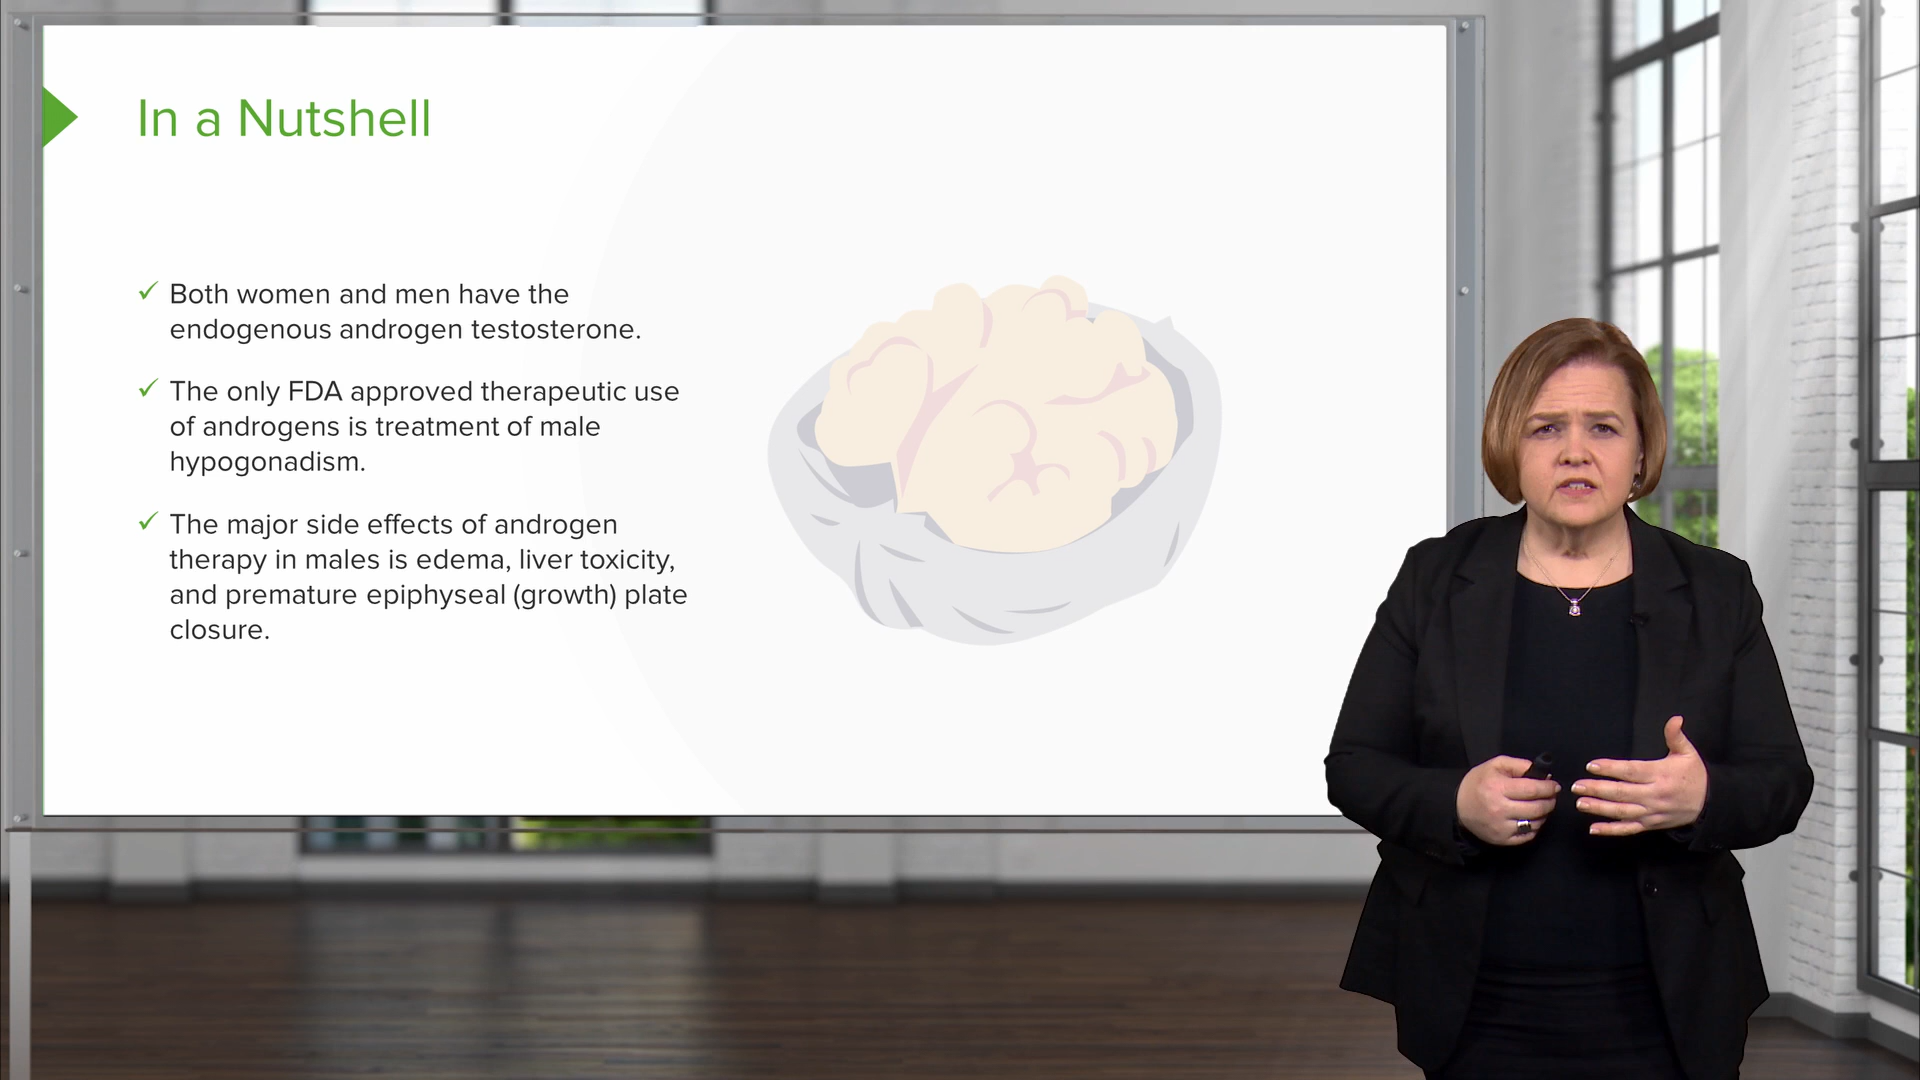 In a Nutshell
✓ Both women and men have the
endogenous androgen testosterone.
✓ The only FDA approved therapeutic use
of androgens is treatment of male
hypogonadism.
✓ The major side effects of androgen
therapy in males is edema, liver toxicity,
and premature epiphyseal (growth) plate
closure.